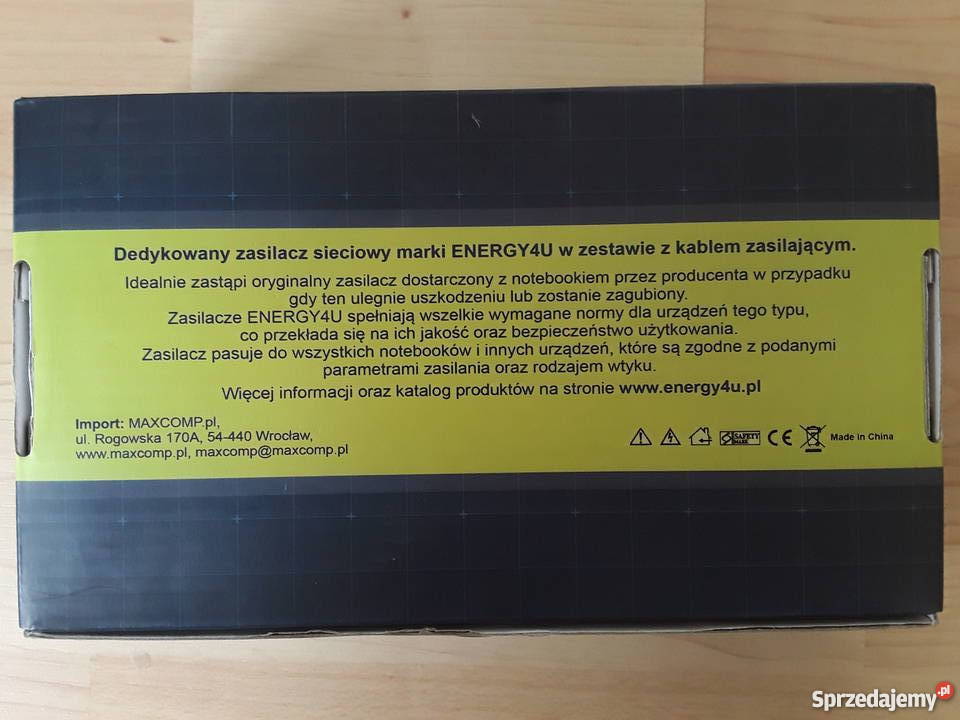 Dedykowany zasilacz sieciowy marki ENERGY4U w zestawie z kablem zasilającym.
Idealnie zastąpi oryginalny zasilacz dostarczony z notebookiem przez producenta w przypadku
gdy ten ulegnie uszkodzeniu lub zostanie zagubiony.
Zasilacze ENERGY4U spełniają wszelkie wymagane normy dla urządzeń tego typu,
co przekłada się na ich jakość oraz bezpieczeństwo użytkowania.
Zasilacz pasuje do wszystkich notebooków i innych urządzeń, które są zgodne z podanymi
parametrami zasilania oraz rodzajem wtyku.
Więcej informacji oraz katalog produktów na stronie www.energy4u.pl
Import: MAXCOMP.pl,
ul. Rogowska 170A, 54-440 Wrocław,
www.maxcomp.pl, maxcomp@maxcomp.pl
SAFETY
MARK
CE
Made in China
Sprzedajemy.pl